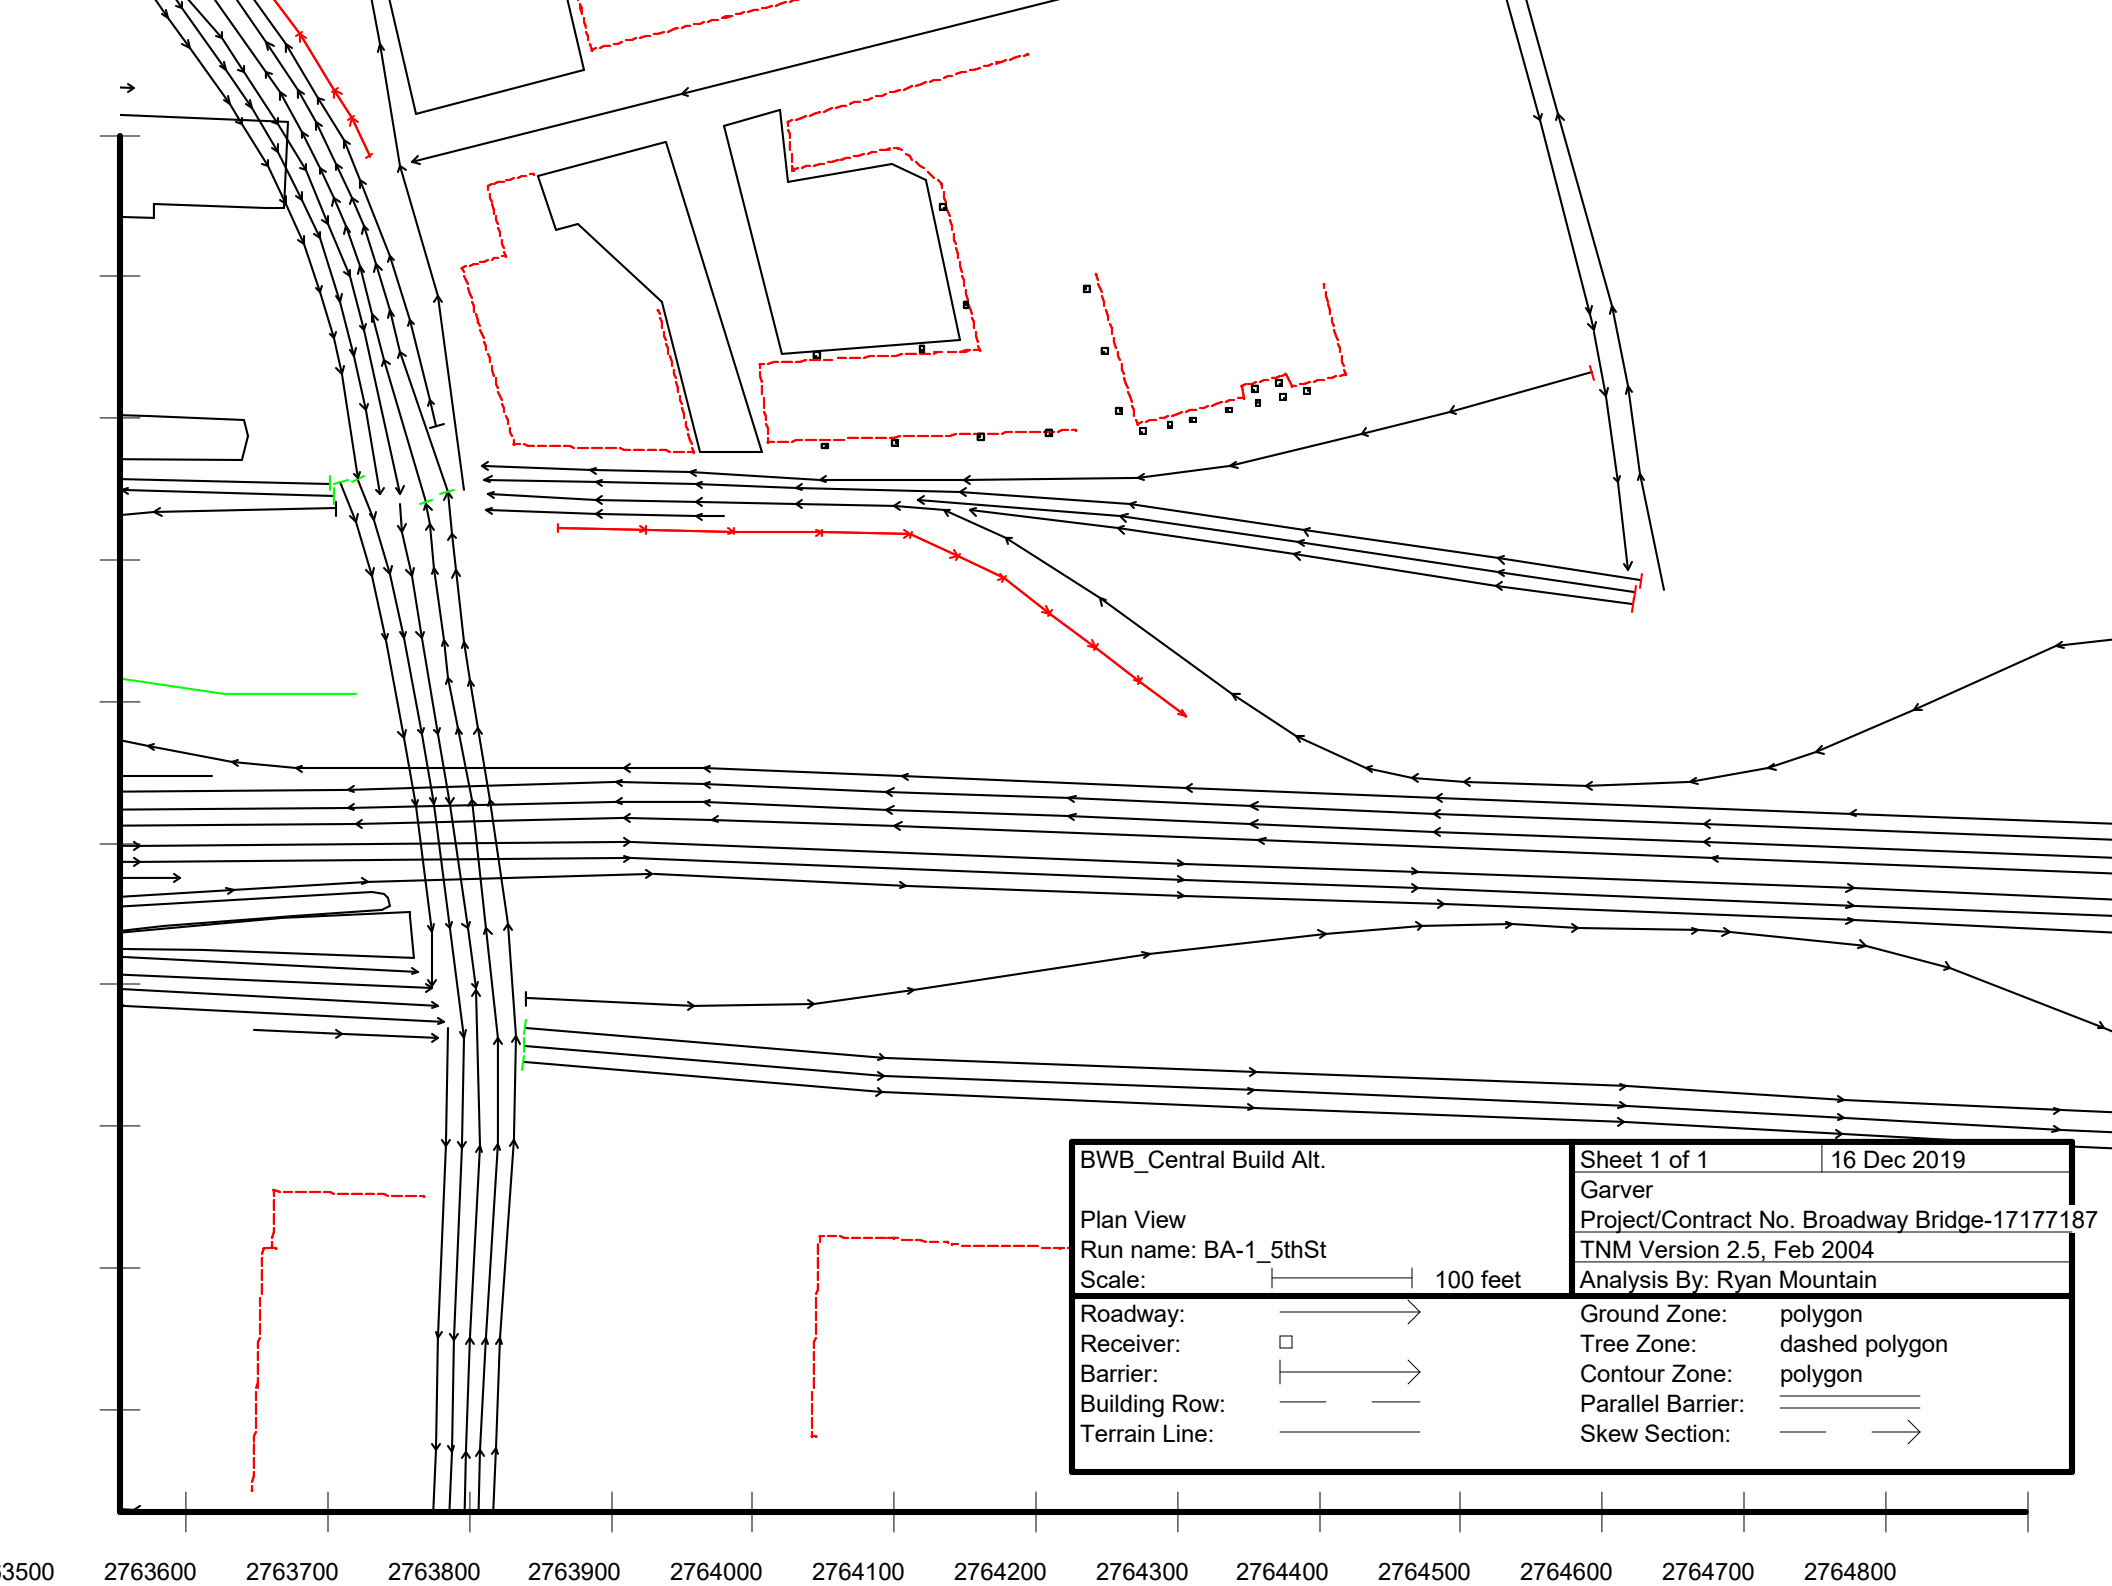 BWB_Central Build Alt.
Plan View
Run name: BA-1_5thSt
Scale: 100 feet
Sheet 1 of 1 16 Dec 2019
Garver
Project/Contract No. Broadway Bridge-17177187
TNM Version 2.5, Feb 2004
Analysis By: Ryan Mountain
Roadway:
Receiver:
Barrier:
Building Row:
Terrain Line:
Ground Zone: polygon
Tree Zone: dashed polygon
Contour Zone: polygon
Parallel Barrier:
Skew Section:
3500 2763600 2763700 2763800 2763900 2764000 2764100 2764200 2764300 2764400 2764500 2764600 2764700 2764800